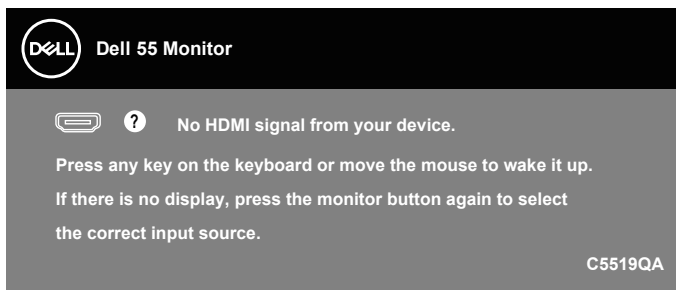 DELL Dell 55 Monitor
? No HDMI signal from your device.
Press any key on the keyboard or move the mouse to wake it up.
If there is no display, press the monitor button again to select
the correct input source.
C5519QA